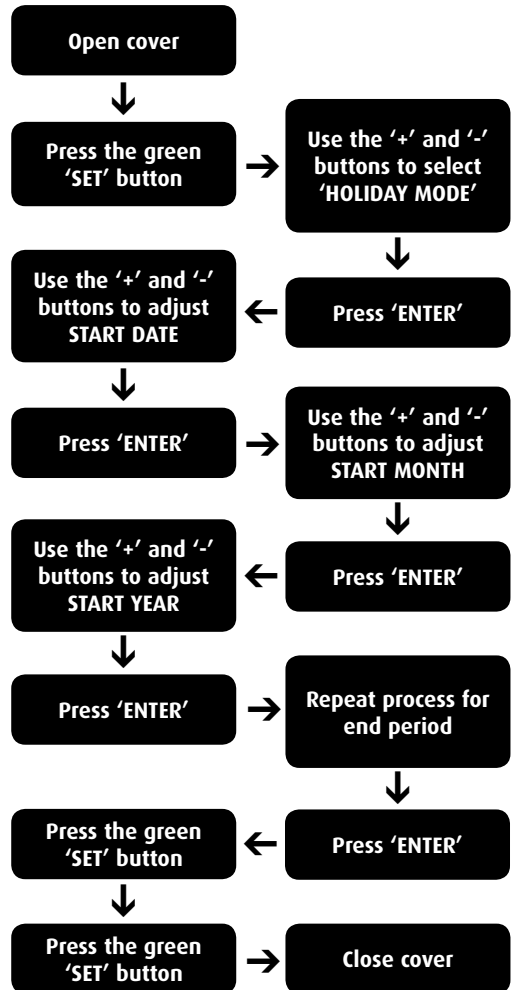 Open cover
Press the green
‘SET’ button
Use the ‘+’ and ‘-’
buttons to select
‘HOLIDAY MODE’
Press ‘ENTER’
Use the ‘+’ and ‘-’
buttons to adjust
START DATE
Press ‘ENTER’
Use the ‘+’ and ‘-’
buttons to adjust
START MONTH
Press ‘ENTER’
Use the ‘+’ and ‘-’
buttons to adjust
START YEAR
Press ‘ENTER’
Repeat process for
end period
Press ‘ENTER’
Press the green
‘SET’ button
Press the green
‘SET’ button
Close cover